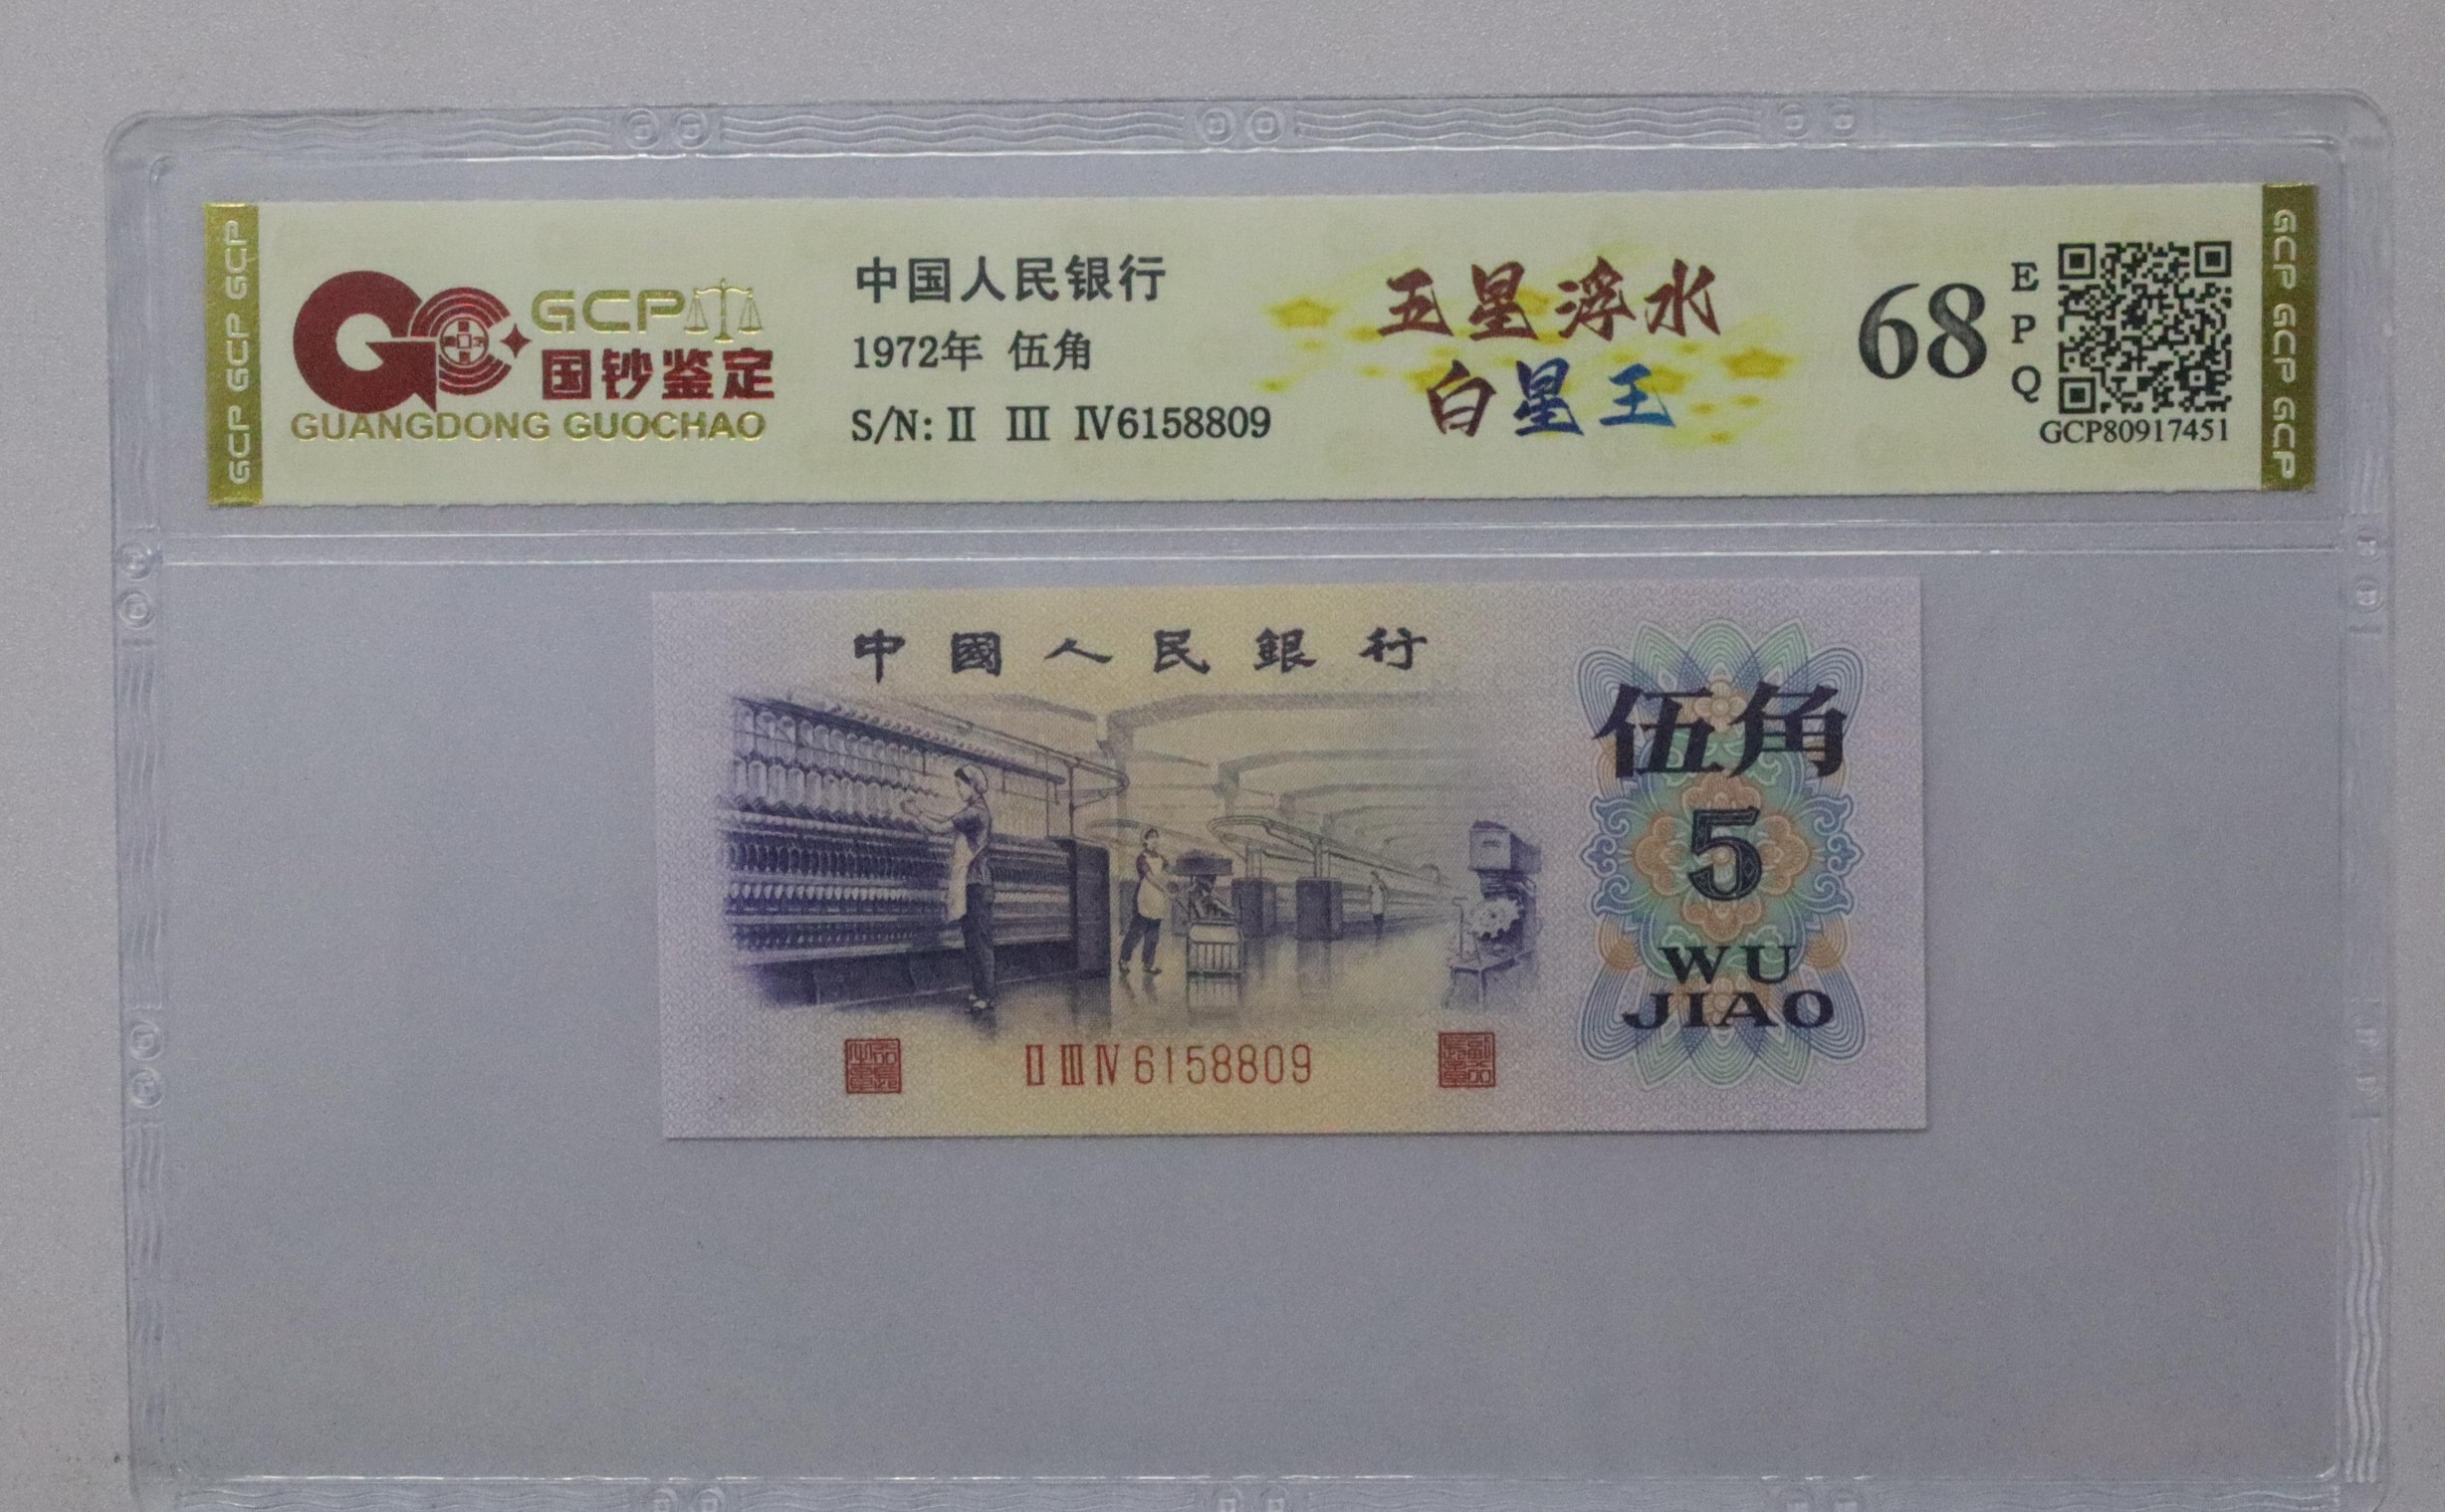 GCP GCP GCP
GCP
国钞鉴定
GUANGDONG GUOCHAO
中国人民银行
1972年 伍角
S/N: Ⅱ Ⅲ Ⅳ6158809
五星浮水
白星王
68
E
P
Q
GCP80917451
GCP GCP GCP
中國人民銀行
伍角
5
WU
JIAO
Ⅱ Ⅲ Ⅳ 6158809